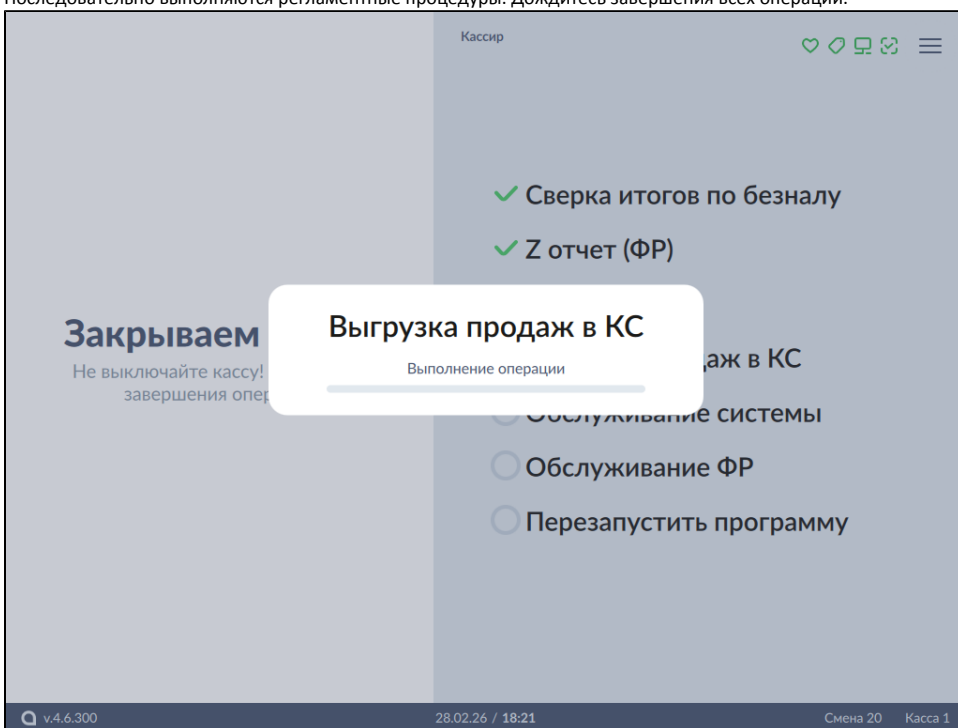 Последовательно выполняются регламентные процедуры. Дождитесь завершения всех операций.
Кассир
Сверка итогов по безналу
Z отчет (ФР)
Закрываем
Не выключайте кассу!
завершения
Выгрузка продаж в КС
Выполнение операции
в КС
Обслуживание системы
Обслуживание ФР
Перезапустить программу
v.4.6.300
28.02.26 / 18:21
Смена 20
Касса 1